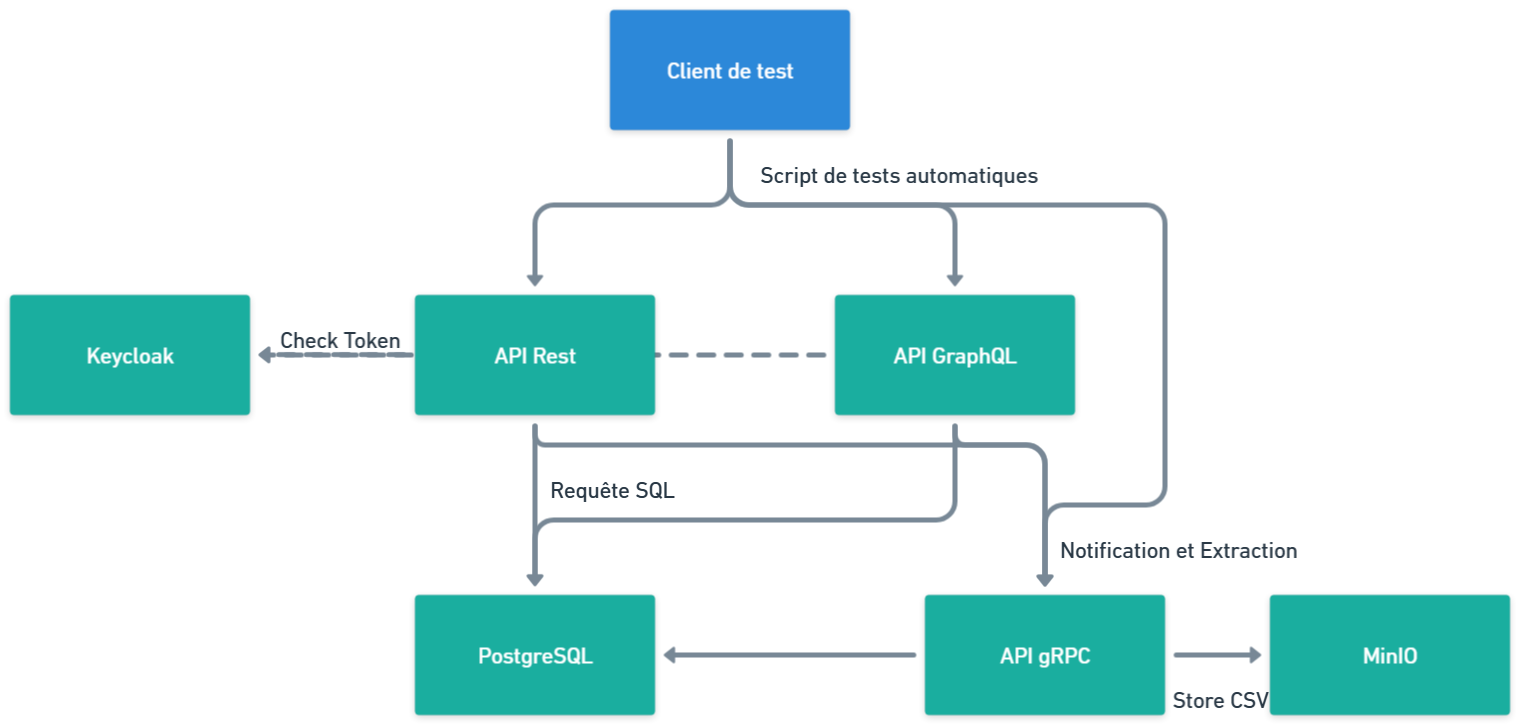 Client de test
Script de tests automatiques
Keycloak
Check Token
API Rest
API GraphQL
Requête SQL
Notification et Extraction
PostgreSQL
API gRPC
Store CSV
MinIO